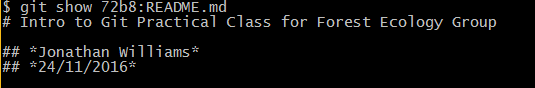 $ git show 72b8:README.md
# Intro to Git Practical Class for Forest Ecology Group
## *Jonathan Williams*
## *24/11/2016*